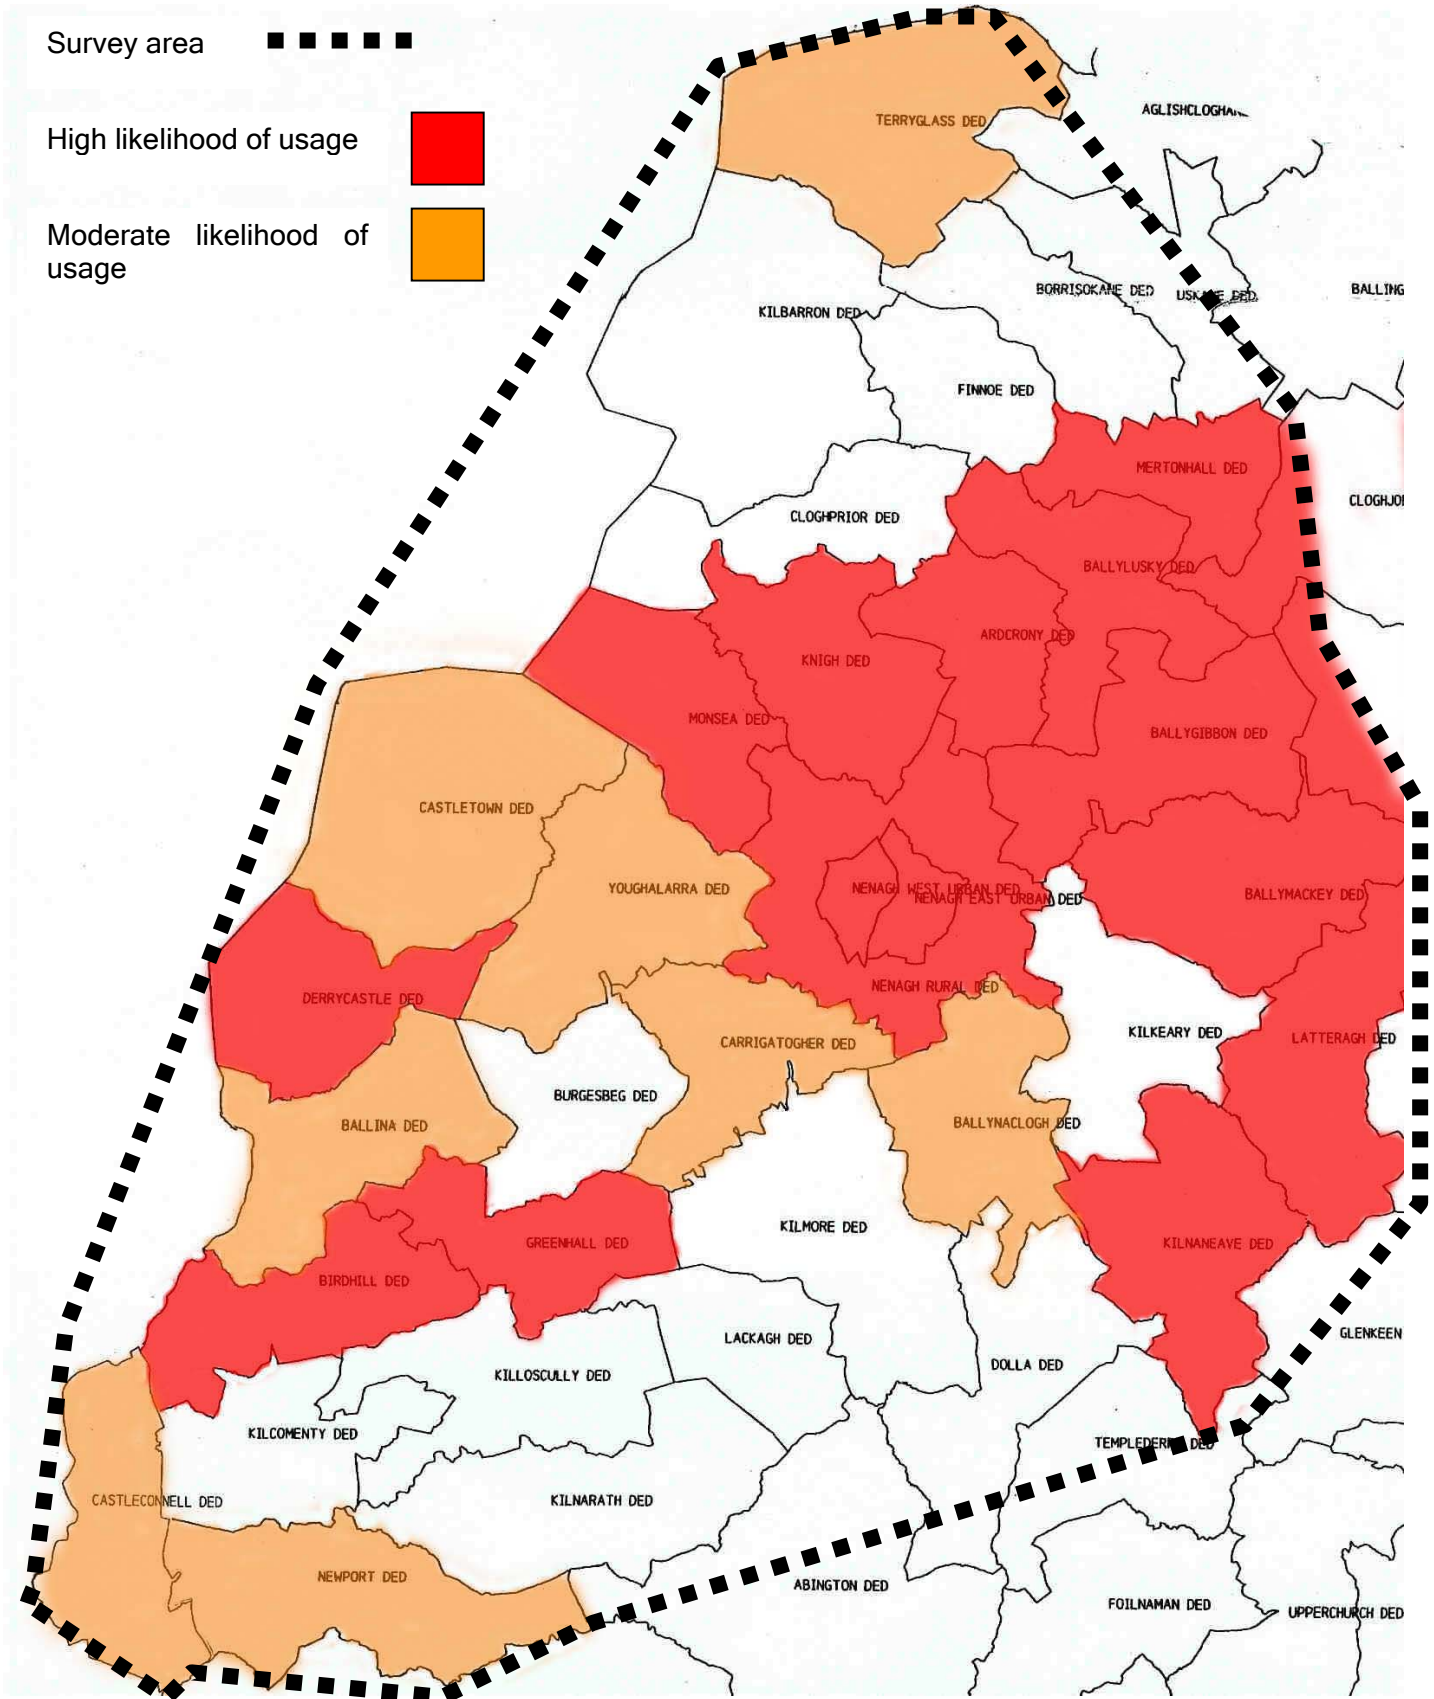 Survey area
High likelihood of usage
Moderate likelihood of
usage
TERRYGLASS DED
BORRISOKANE DED
DED
BALLING
KILBARRON DED
FINNOE DED
MERTONHALL DED
CLOGHJO
CLOGHPRIOR DED
BALLYLUSKY DED
ARDCRONY DED
KNIGH DED
MONSEA DED
BALLYGIBBON DED
CASTLETOWN DED
YOUGHALARRA DED
NENAGH WEST URBAN DED
NENAGH EAST URBAN DED
BALLYMACKEY DED
NENAGH RURAL DED
DERRYCASTLE DED
KILKEARY DED
LATTERAGH DED
CARRIGATOGHER DED
BURGESBEG DED
BALLINA DED
BALLYNACLOGH DED
KILMORE DED
GREENHALL DED
KILNANEAVE DED
BIRDHILL DED
LACKAGH DED
GLENKEEN
DOLLA DED
KILLOSCULLY DED
KILCOMENTY DED
DED
CASTLECONNELL DED
KILNARATH DED
NEWPORT DED
ABINGTON DED
FOILNAMAN DED
UPPERCHURCH DED